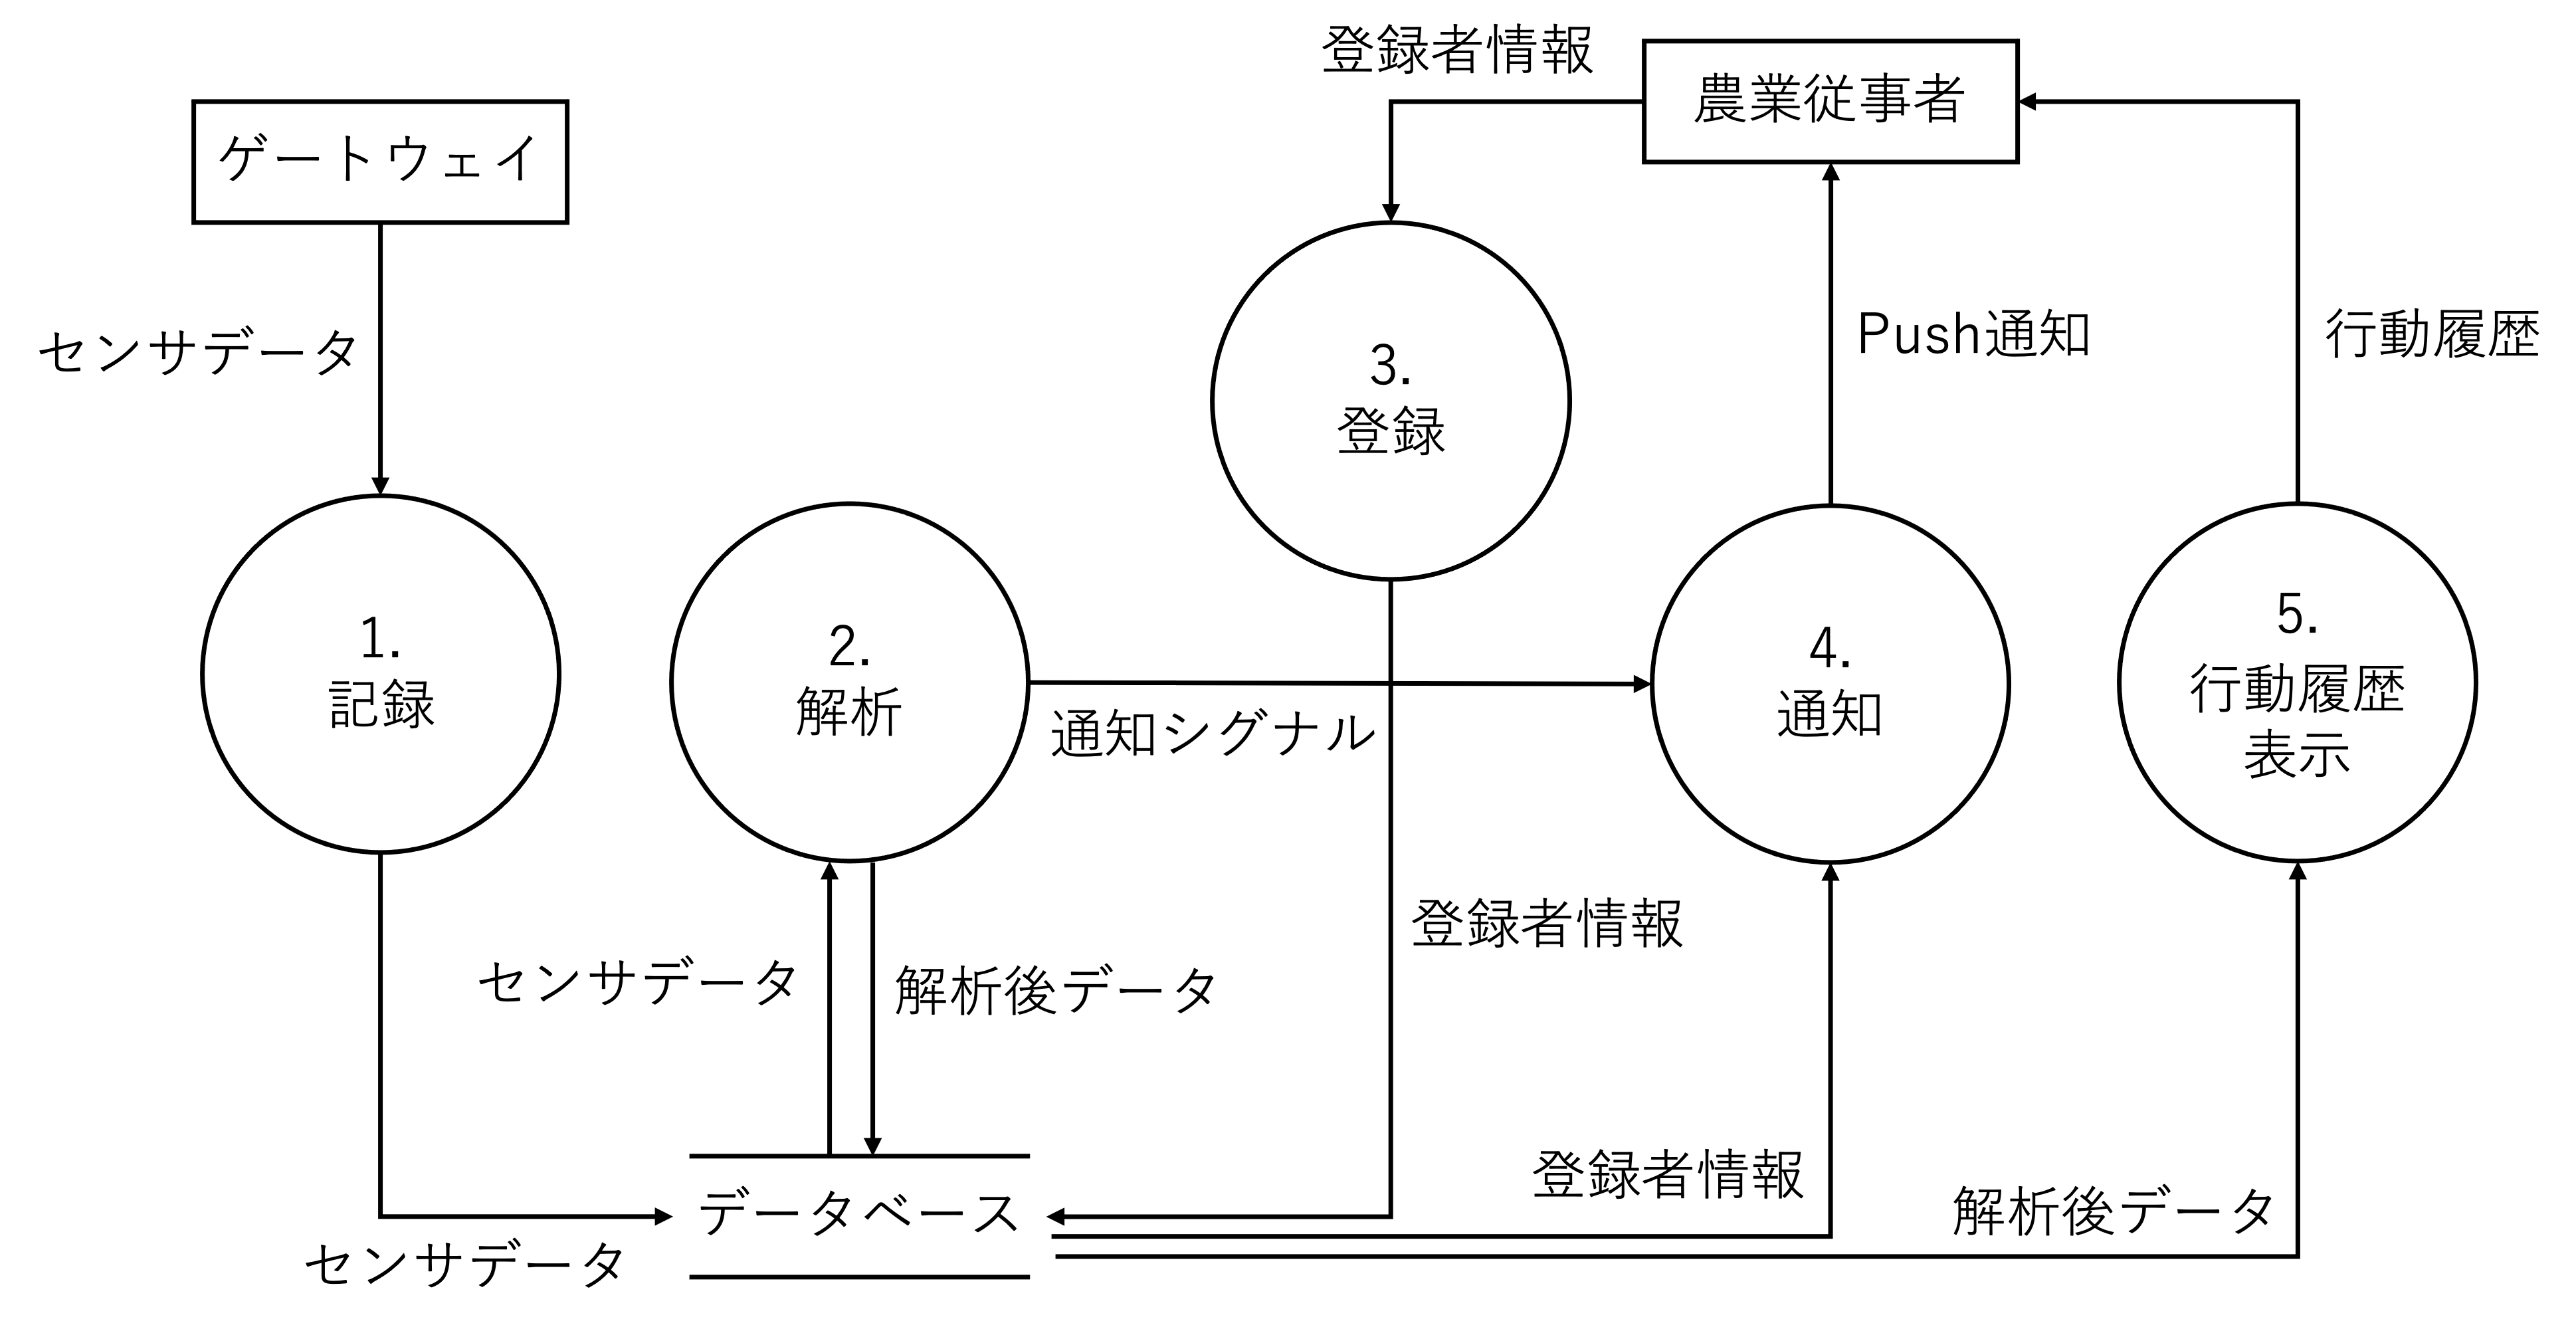 登録者情報
農業従事者
ゲートウェイ
センサデータ
Push通知
行動履歴
3.
登録
1.
記録
2.
解析
通知シグナル
4.
通知
5.
行動履歴
表示
センサデータ
解析後データ
登録者情報
データベース
センサデータ
登録者情報
解析後データ